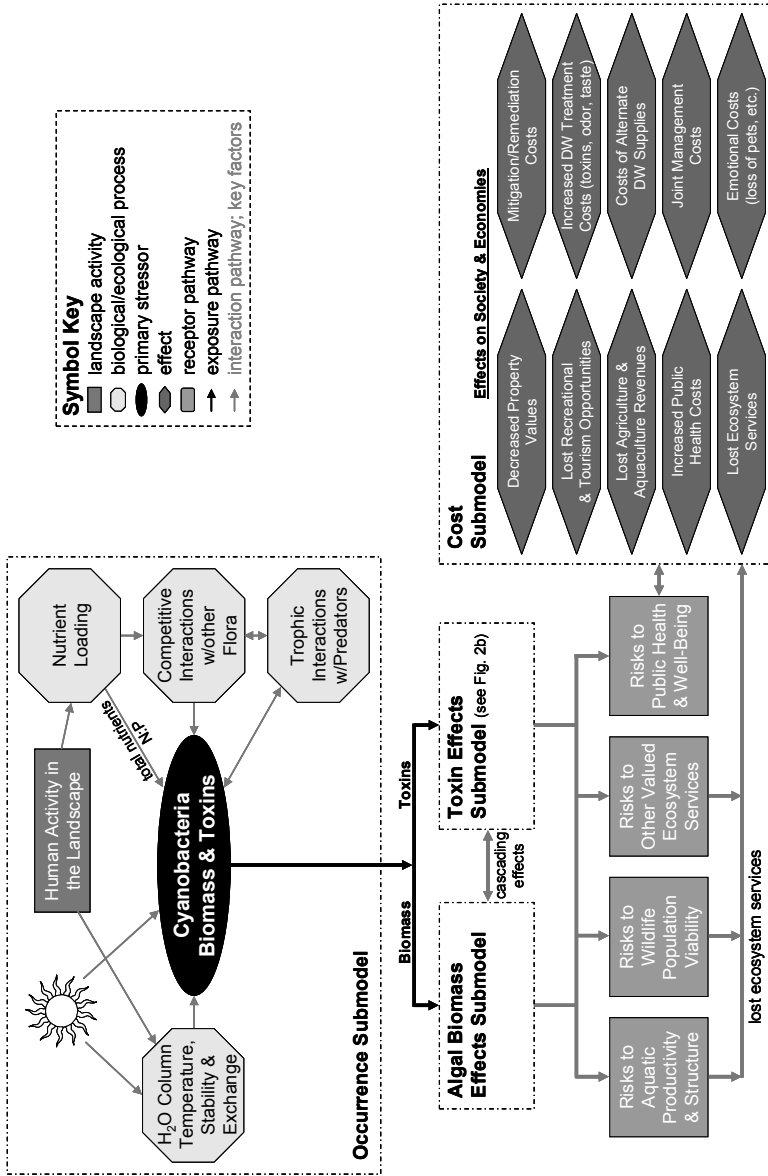 Human Activity in
the Landscape
Nutrient
Loading
total nutrients
N:P
H2O Column
Temperature,
Stability &
Exchange
Cyanobacteria
Biomass & Toxins
Competitive
Interactions
w/other
Flora
Trophic
Interactions
w/Predators
Occurrence Submodel
Symbol Key
landscape activity
biological/ecological process
primary stressor
effect
receptor pathway
exposure pathway
interaction pathway; key factors
Biomass
Toxins
Algal Biomass
Effects Submodel
cascading
effects
Toxin Effects
Submodel (see Fig. 2b)
Risks to
Aquatic
Productivity
& Structure
Risks to
Wildlife
Population
Viability
Risks to
Other Valued
Ecosystem
Services
Risks to
Public Health
& Well-Being
lost ecosystem services
Cost
Submodel
Effects on Society & Economies
Decreased Property
Values
Mitigation/Remediation
Costs
Lost Recreational
& Tourism Opportunities
Increased DW Treatment
Costs (toxins, odor, taste)
Lost Agriculture &
Aquaculture Revenues
Costs of Alternate
DW Supplies
Increased Public
Health Costs
Joint Management
Costs
Lost Ecosystem
Services
Emotional Costs
(loss of pets, etc.)